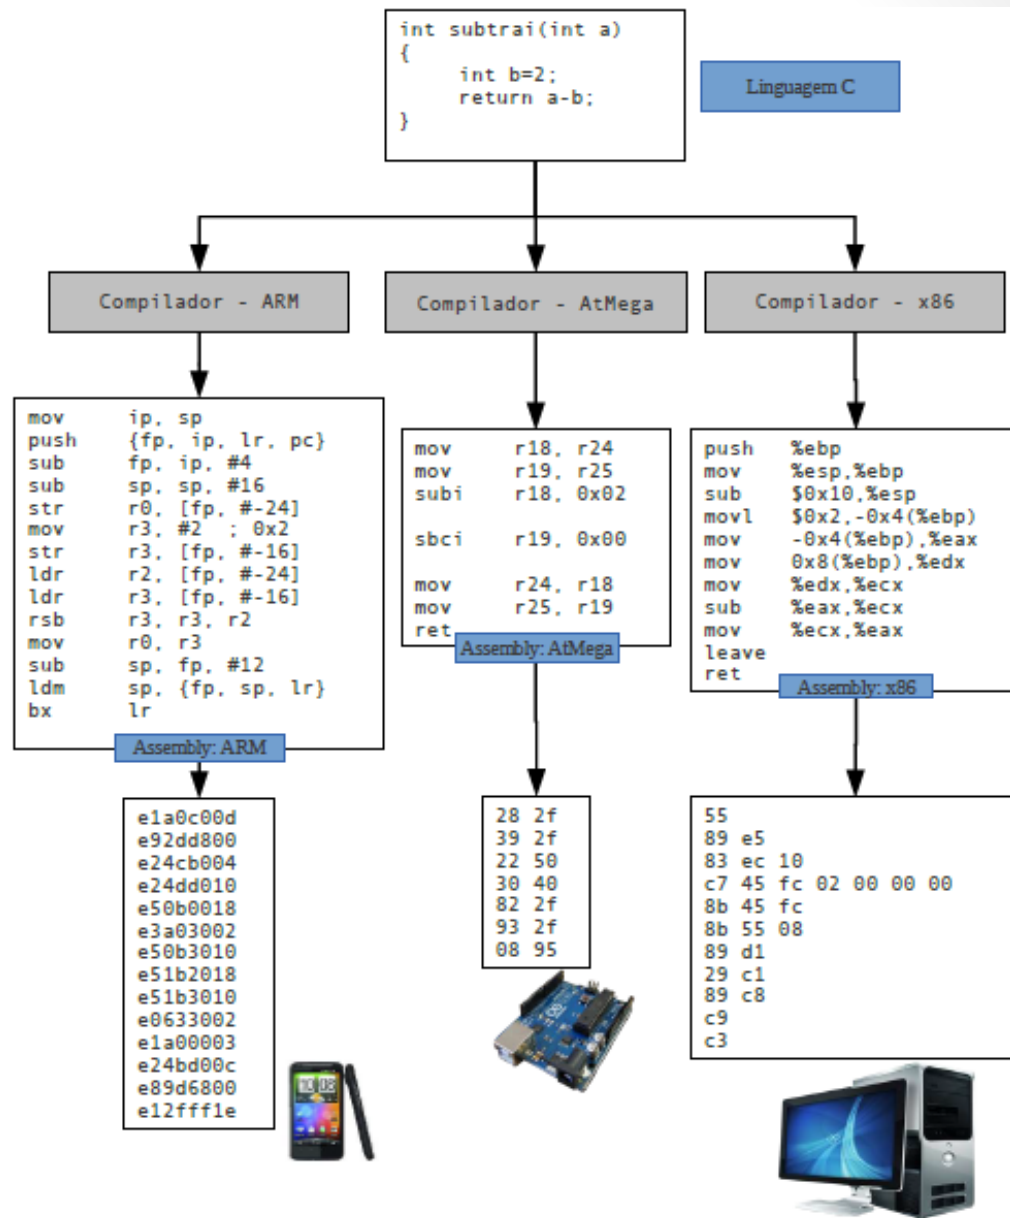 int subtrai(int a)
{
int b=2;
return a-b;
}
Linguagem C
Compilador - ARM
Compilador - AtMega
Compilador - x86
mov ip, sp
push {fp, ip, lr, pc}
sub fp, ip, #4
sub sp, sp, #16
str r0, [fp, #-24]
mov r3, #2 ; 0x2
str r3, [fp, #-16]
ldr r2, [fp, #-24]
ldr r3, [fp, #-16]
rsb r3, r3, r2
mov r0, r3
sub sp, fp, #12
ldm sp, {fp, sp, lr}
bx lr
Assembly: ARM
mov r18, r24
mov r19, r25
subi r18, 0x02
sbci r19, 0x00
mov r24, r18
mov r25, r19
ret
Assembly: AtMega
push %ebp
mov %esp,%ebp
sub $0x10,%esp
movl $0x2,-0x4(%ebp)
mov -0x4(%ebp),%eax
mov 0x8(%ebp),%edx
mov %edx,%ecx
sub %eax,%ecx
mov %ecx,%eax
leave
ret
Assembly: x86
e1a0c00d
e92dd800
e24cb004
e24dd010
e50b0018
e3a03002
e50b3010
e51b2018
e51b3010
e0633002
e1a00003
e24bd00c
e89d6800
e12fff1e
28 2f
39 2f
22 50
30 40
82 2f
93 2f
08 95
55
89 e5
83 ec 10
c7 45 fc 02 00 00 00
8b 45 fc
8b 55 08
89 d1
29 c1
89 c8
c9
c3
10 08